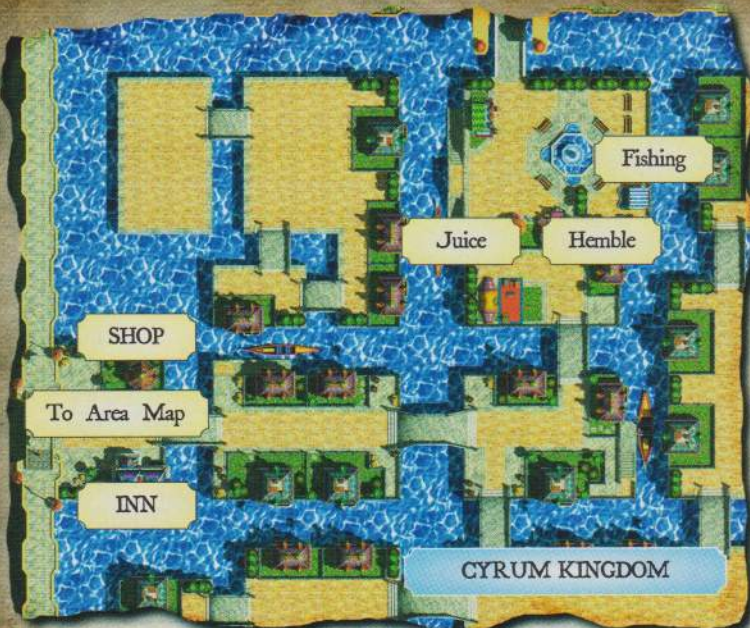 Fishing
Juice
Hemble
SHOP
To Area Map
INN
CYRUM KINGDOM